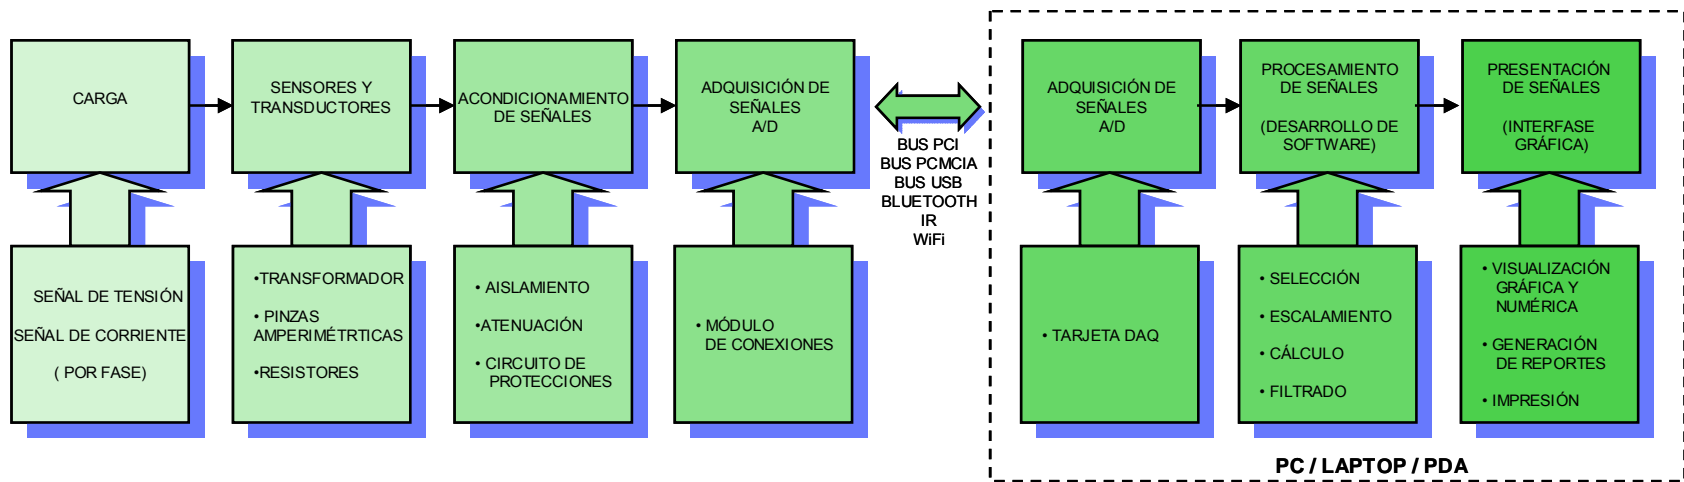 CARGA
SENSORES Y
TRANSDUCTORES
ACONDICIONAMIENTO
DE SEÑALES
ADQUISICIÓN DE
SEÑALES
A/D
BUS PCI
BUS PCMCIA
BUS USB
BLUETOOTH
IR
WiFi
ADQUISICIÓN DE
SEÑALES
A/D
PROCESAMIENTO
DE SEÑALES
(DESARROLLO DE
SOFTWARE)
PRESENTACIÓN
DE SEÑALES
(INTERFASE
GRÁFICA)
SEÑAL DE TENSIÓN
SEÑAL DE CORRIENTE
( POR FASE)
•TRANSFORMADOR
• PINZAS
AMPERIMÉTRTICAS
•RESISTORES
• AISLAMIENTO
•ATENUACIÓN
• CIRCUITO DE
PROTECCIONES
• MÓDULO
DE CONEXIONES
• TARJETA DAQ
• SELECCIÓN
• ESCALAMIENTO
• CÁLCULO
• FILTRADO
• VISUALIZACIÓN
GRÁFICA Y
NUMÉRICA
• GENERACIÓN
DE REPORTES
• IMPRESIÓN
PC / LAPTOP / PDA